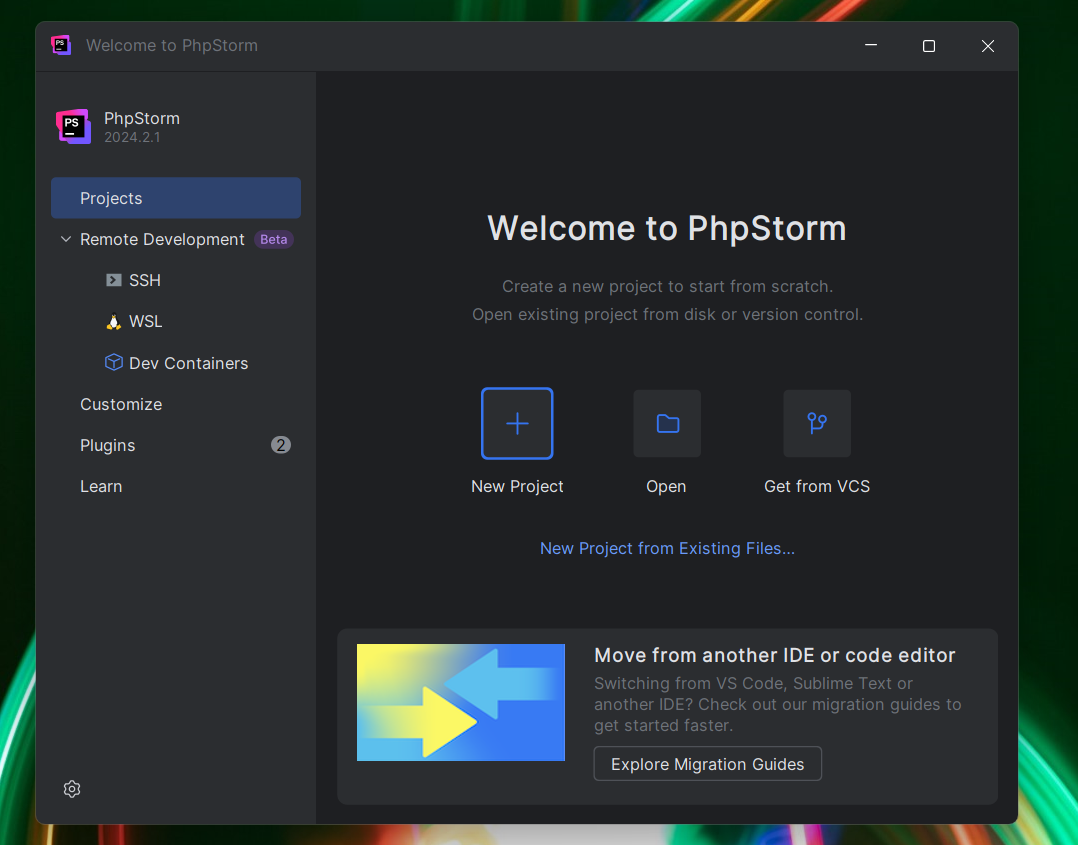 Welcome to PhpStorm
PhpStorm
2024.2.1
Projects
Remote Development Beta
SSH
WSL
Dev Containers
Customize
Plugins 2
Learn
Welcome to PhpStorm
Create a new project to start from scratch.
Open existing project from disk or version control.
New Project
Open
Get from VCS
New Project from Existing Files...
Move from another IDE or code editor
Switching from VS Code, Sublime Text or
another IDE? Check out our migration guides to
get started faster.
Explore Migration Guides